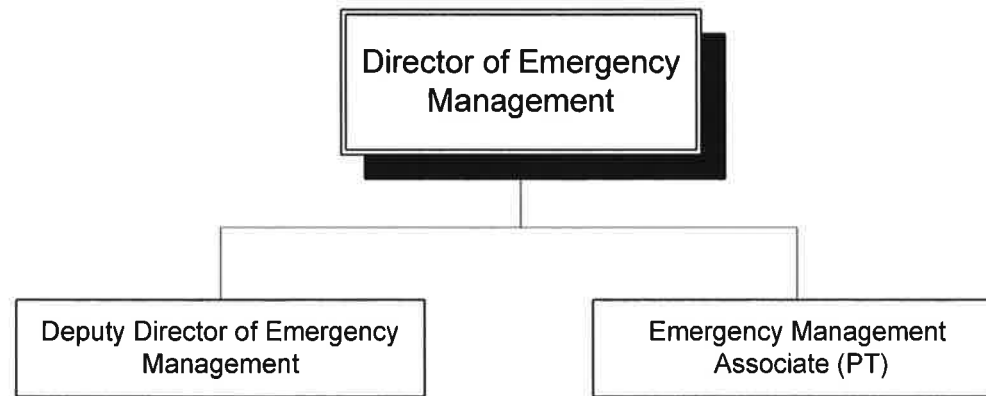 Director of Emergency
Management
Deputy Director of Emergency
Management
Emergency Management
Associate (PT)